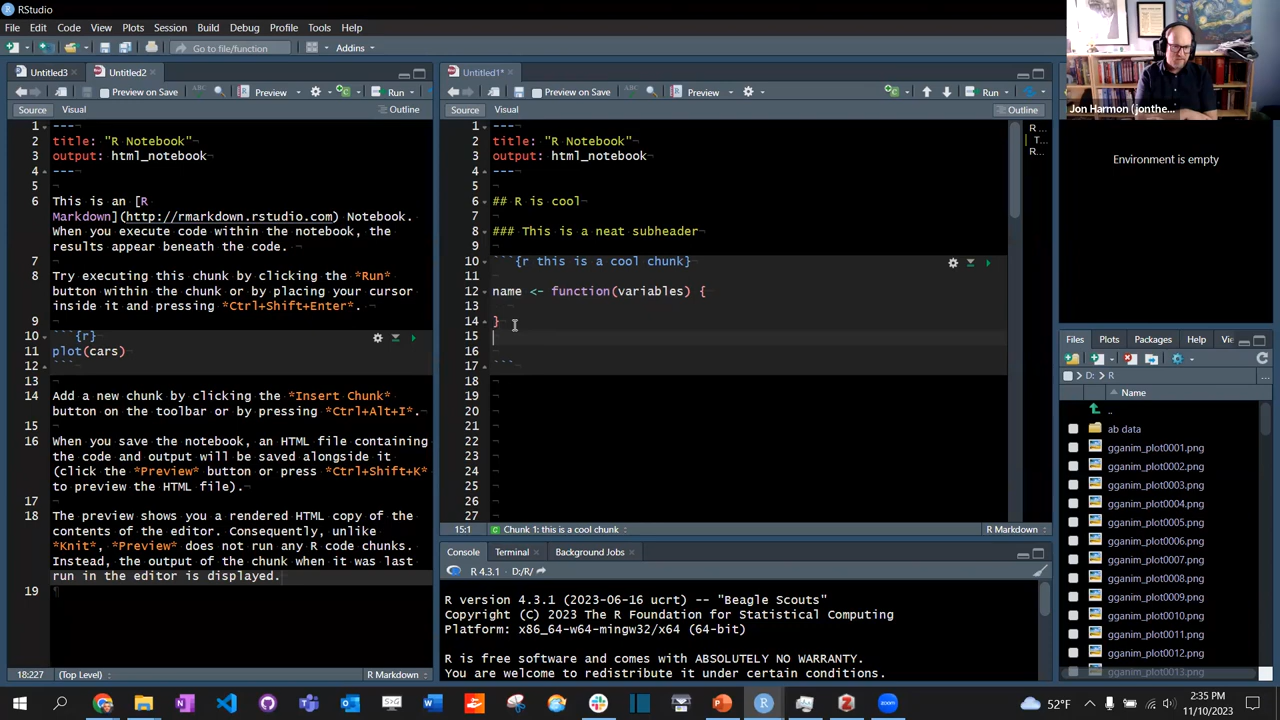 RStudio
File Edit Code View Plots Session Build Debug Profile Tools Help
Go to file/function Addins
Untitled3 Untitled2
Preview on Save ABC Preview Run
Source Visual Outline
1 ---
2 title: "R Notebook"
3 output: html_notebook
4 ---
5
6 This is an [R
Markdown](http://rmarkdown.rstudio.com) Notebook.
When you execute code within the notebook, the
results appear beneath the code.
7
8 Try executing this chunk by clicking the *Run*
button within the chunk or by placing your cursor
inside it and pressing *Ctrl+Shift+Enter*.
9
10 ```{r}
11 plot(cars)
12 ```
13
14 Add a new chunk by clicking the *Insert Chunk*
button on the toolbar or by pressing *Ctrl+Alt+I*.
15
16 When you save the notebook, an HTML file containing
the code and output will be saved alongside it
(click the *Preview* button or press *Ctrl+Shift+K*
to preview the HTML file).
17
18 The preview shows you a rendered HTML copy of the
contents of the editor. Consequently, unlike
*Knit*, *Preview* does not run any R code chunks.
Instead, the output of the chunk when it was last
run in the editor is displayed.
19
18:227 (Top Level) R Markdown
Untitled1*
Preview on Save ABC Preview Run
Source Visual Outline
1 ---
2 title: "R Notebook"
3 output: html_notebook
4 ---
5
6 ## R is cool
7
8 ### This is a neat subheader
9
10 ```{r this is a cool chunk}
11
12 name <- function(variables) {
13
14 }
15
16
17 ```
18
19
20
21
22
23
24
25
26
27
R...
T...
R...
15:1 Chunk 1: this is a cool chunk R Markdown
Console Terminal Background Jobs
R 4.3.1 · D:/R/
R version 4.3.1 (2023-06-16 ucrt) -- "Beagle Scouts"
Copyright (C) 2023 The R Foundation for Statistical Computing
Platform: x86_64-w64-mingw32/x64 (64-bit)
R is free software and comes with ABSOLUTELY NO WARRANTY.
You are welcome to redistribute it under certain conditions.
Jon Harmon (jonthe...
Environment is empty
Files Plots Packages Help Vi
D: R ...
Name
..
ab data
gganim_plot0001.png
gganim_plot0002.png
gganim_plot0003.png
gganim_plot0004.png
gganim_plot0005.png
gganim_plot0006.png
gganim_plot0007.png
gganim_plot0008.png
gganim_plot0009.png
gganim_plot0010.png
gganim_plot0011.png
gganim_plot0012.png
gganim_plot0013.png
52°F
2:35 PM
11/10/2023